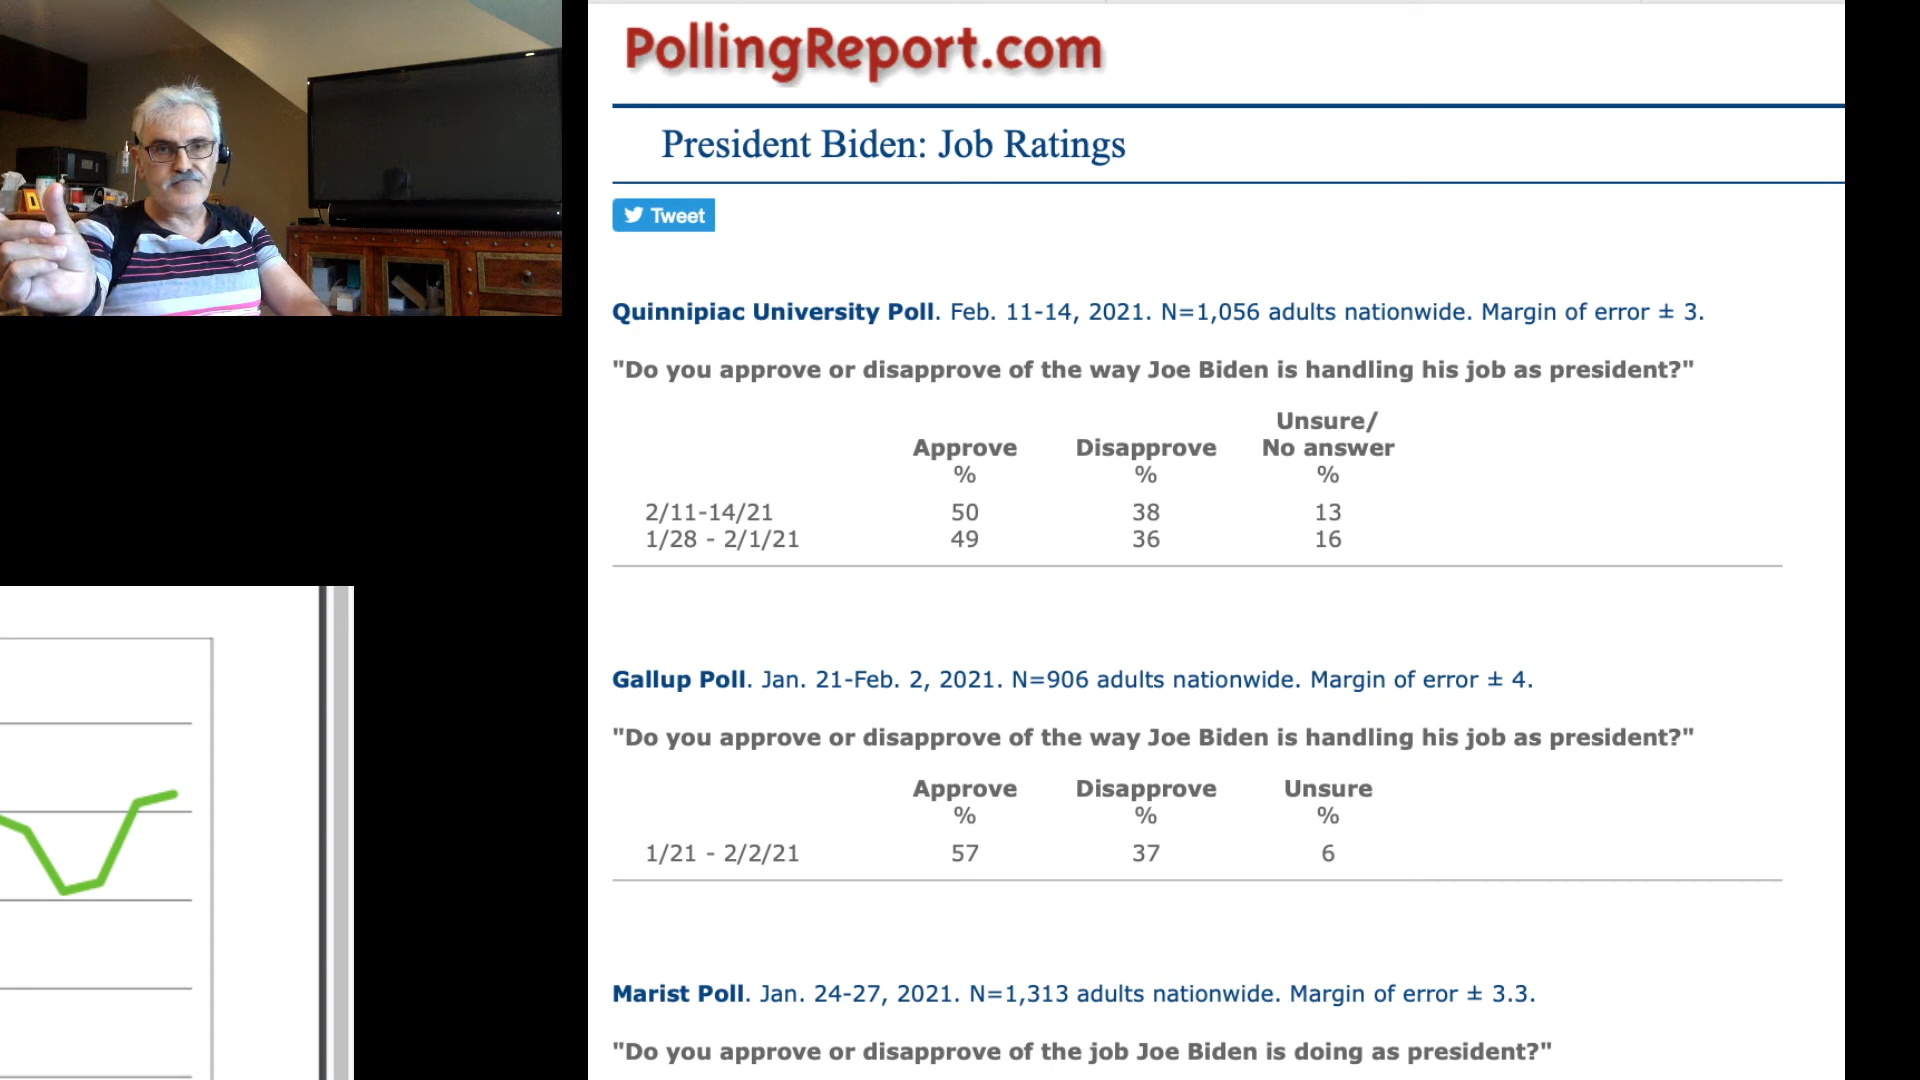 PollingReport.com
President Biden: Job Ratings
Tweet
Quinnipiac University Poll. Feb. 11-14, 2021. N=1,056 adults nationwide. Margin of error ± 3.
"Do you approve or disapprove of the way Joe Biden is handling his job as president?"
Unsure/
Approve Disapprove No answer
% % %
2/11-14/21 50 38 13
1/28 - 2/1/21 49 36 16
Gallup Poll. Jan. 21-Feb. 2, 2021. N=906 adults nationwide. Margin of error ± 4.
"Do you approve or disapprove of the way Joe Biden is handling his job as president?"
Approve Disapprove Unsure
% % %
1/21 - 2/2/21 57 37 6
Marist Poll. Jan. 24-27, 2021. N=1,313 adults nationwide. Margin of error ± 3.3.
"Do you approve or disapprove of the job Joe Biden is doing as president?"